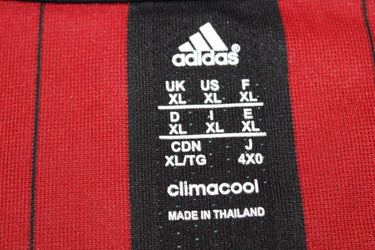 adidas®
UK US F
XL XL XL
D I E
XL XL XL
CDN J
XL/TG 4X0
climacool
MADE IN THAILAND